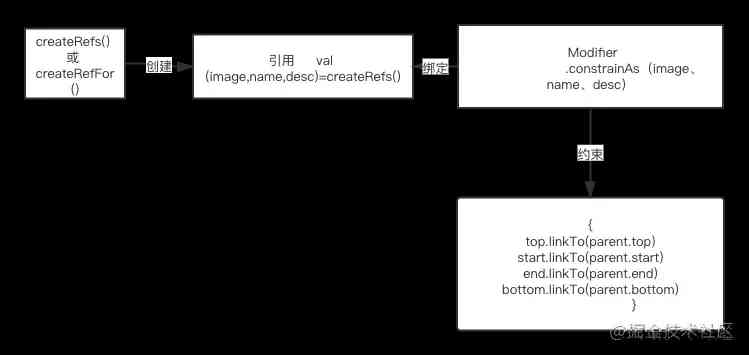 createRefs()
或
createRefFor
()
创建
引用 val
(image,name,desc)=createRefs()
绑定
Modifier
.constrainAs（image、
name、desc）
约束
{
top.linkTo(parent.top)
start.linkTo(parent.start)
end.linkTo(parent.end)
bottom.linkTo(parent.bottom)
}
@掘金技术社区